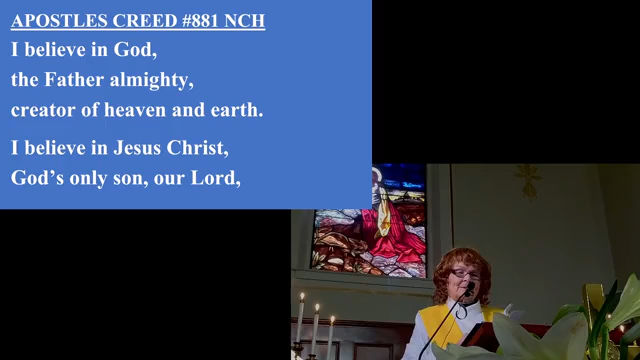 APOSTLES CREED #881 NCH
I believe in God,
the Father almighty,
creator of heaven and earth.
I believe in Jesus Christ,
God’s only son, our Lord,